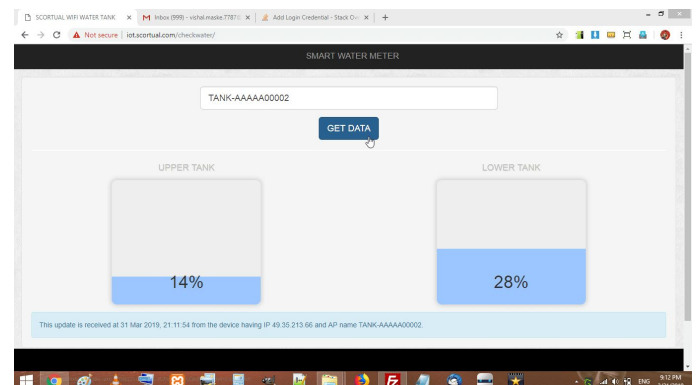 SCORTUAL WIFI WATER TANK
Inbox (999) - vishal.maske.7787@
Add Login Credential - Stack Ove
Not secure | iot.scortual.com/checkwater/
SMART WATER METER
TANK-AAAAA00002
GET DATA
UPPER TANK
LOWER TANK
14%
28%
This update is received at 31 Mar 2019, 21:11:54 from the device having IP 49.35.213.66 and AP name TANK-AAAAA00002.
ENG
9:12 PM